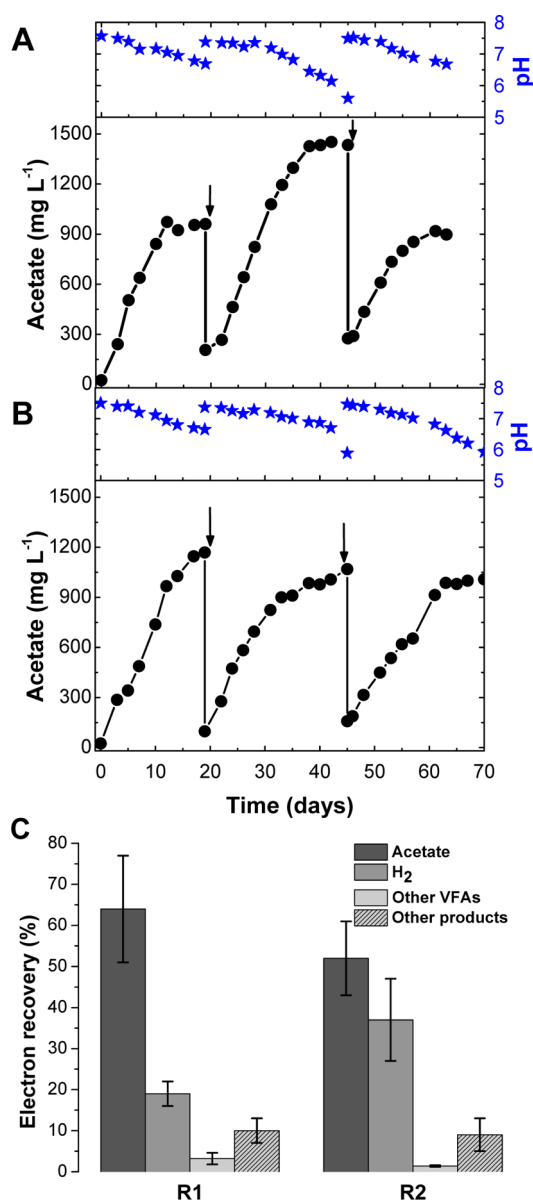 A
8
7
6
5
pH
1500
1200
900
600
300
0
Acetate (mg L-1)
B
8
7
6
5
pH
1500
1200
900
600
300
0
Acetate (mg L-1)
0 10 20 30 40 50 60 70
Time (days)
C
80
70
60
50
40
30
20
10
0
Electron recovery (%)
Acetate
H2
Other VFAs
Other products
R1 R2